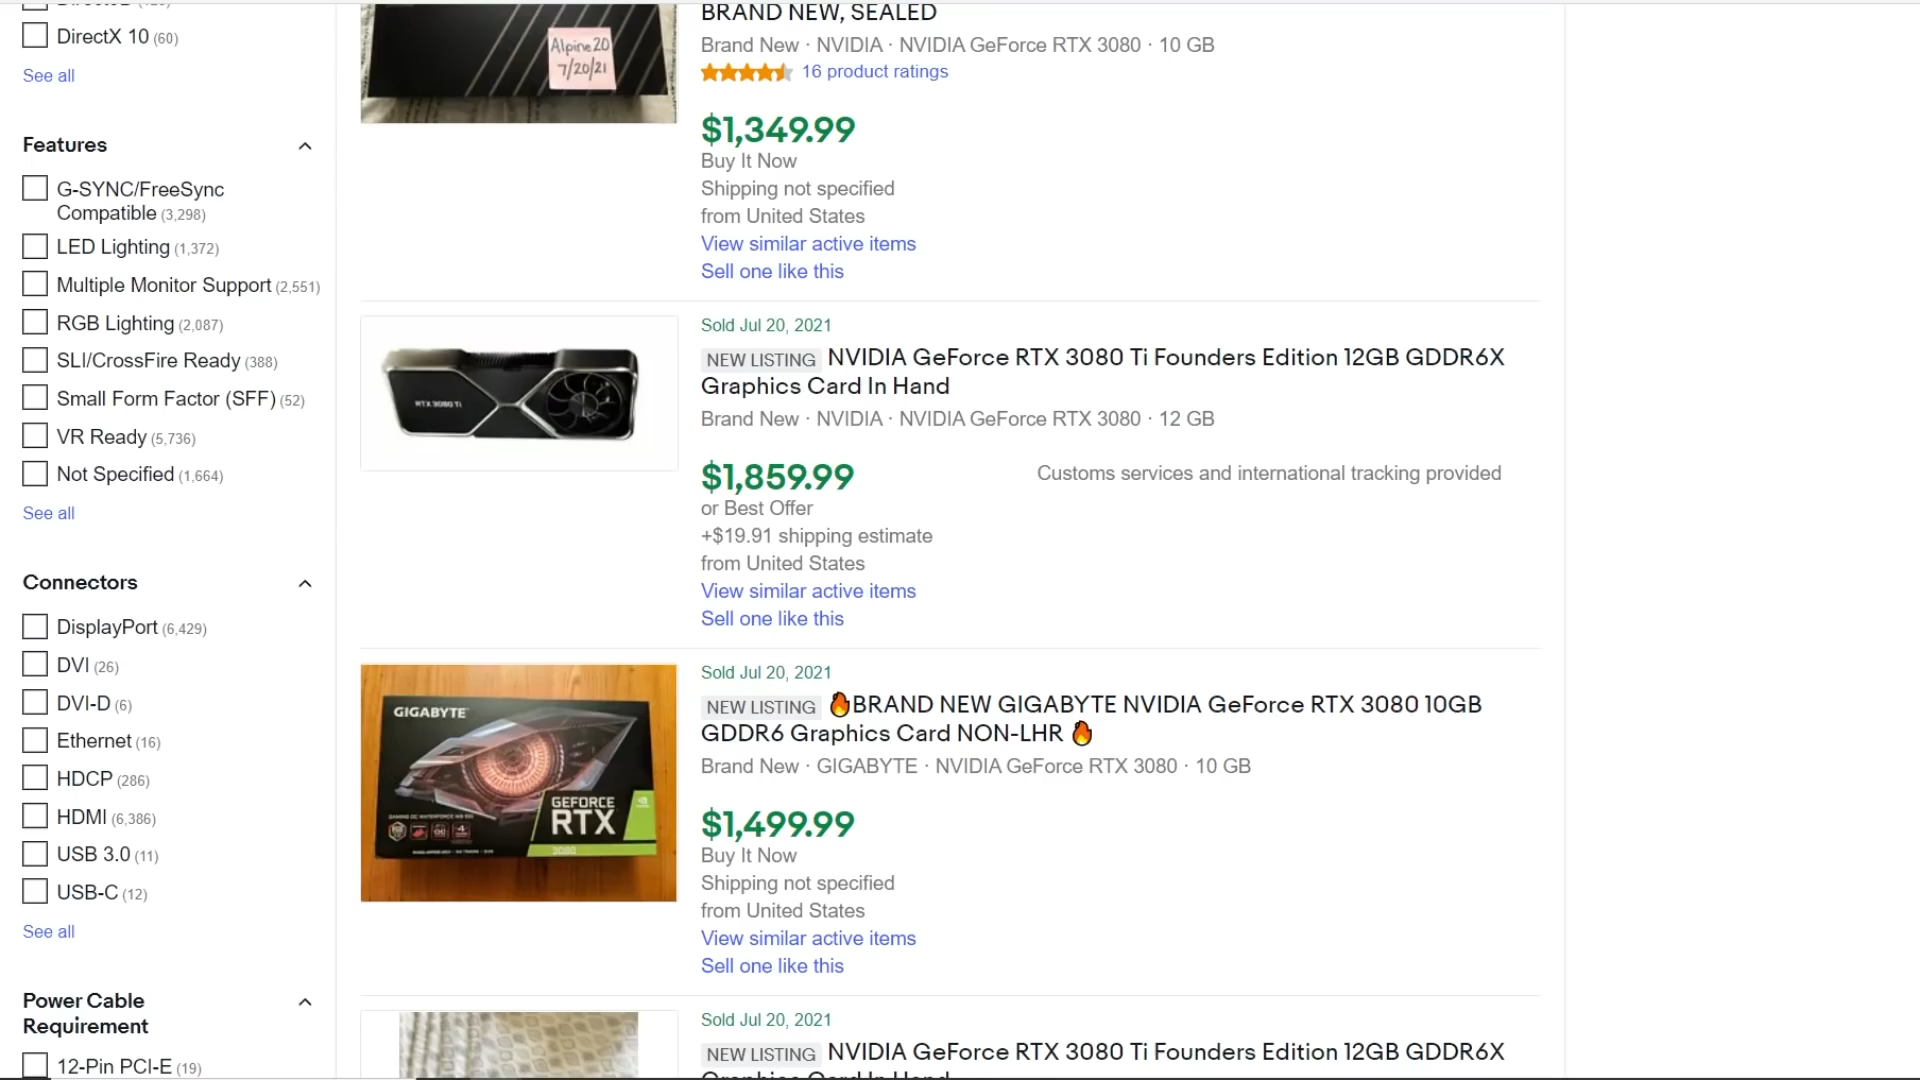 DirectX 10 (60)
See all
Features
G-SYNC/FreeSync
Compatible (3,298)
LED Lighting (1,372)
Multiple Monitor Support (2,551)
RGB Lighting (2,087)
SLI/CrossFire Ready (388)
Small Form Factor (SFF) (52)
VR Ready (5,736)
Not Specified (1,664)
See all
Connectors
DisplayPort (6,429)
DVI (26)
DVI-D (6)
Ethernet (16)
HDCP (286)
HDMI (6,386)
USB 3.0 (11)
USB-C (12)
See all
Power Cable
Requirement
12-Pin PCI-E (19)
Alpine20
7/20/21
BRAND NEW, SEALED
Brand New · NVIDIA · NVIDIA GeForce RTX 3080 · 10 GB
16 product ratings
$1,349.99
Buy It Now
Shipping not specified
from United States
View similar active items
Sell one like this
RTX 3080 Ti
Sold Jul 20, 2021
NEW LISTING NVIDIA GeForce RTX 3080 Ti Founders Edition 12GB GDDR6X
Graphics Card In Hand
Brand New · NVIDIA · NVIDIA GeForce RTX 3080 · 12 GB
$1,859.99
Customs services and international tracking provided
or Best Offer
+$19.91 shipping estimate
from United States
View similar active items
Sell one like this
GIGABYTE
GEFORCE
RTX
3080
Sold Jul 20, 2021
NEW LISTING 🔥BRAND NEW GIGABYTE NVIDIA GeForce RTX 3080 10GB
GDDR6 Graphics Card NON-LHR 🔥
Brand New · GIGABYTE · NVIDIA GeForce RTX 3080 · 10 GB
$1,499.99
Buy It Now
Shipping not specified
from United States
View similar active items
Sell one like this
Sold Jul 20, 2021
NEW LISTING NVIDIA GeForce RTX 3080 Ti Founders Edition 12GB GDDR6X
Graphics Card In Hand